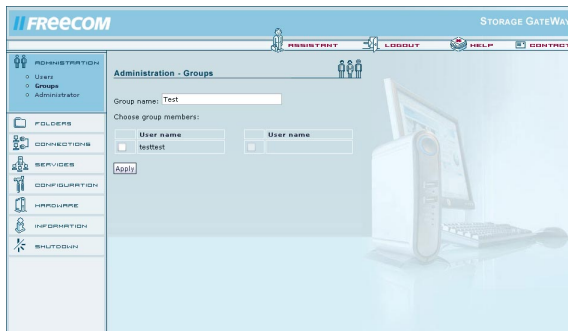 FREECOM
STORAGE GATEWAY
ASSISTANT LOGOUT HELP CONTACT
ADMINISTRATION
Users
Groups
Administrator
FOLDERS
CONNECTIONS
SERVICES
CONFIGURATION
HARDWARE
INFORMATION
SHUTDOWN
Administration - Groups
Group name: Test
Choose group members:
User name User name
testtest
Apply